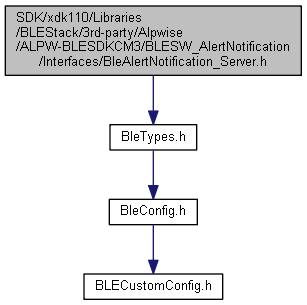 SDK/xdk110/Libraries
/BLEStack/3rd-party/Alpwise
/ALPW-BLESDKCM3/BLESW_AlertNotification
/Interfaces/BleAlertNotification_Server.h
BleTypes.h
BleConfig.h
BLECustomConfig.h